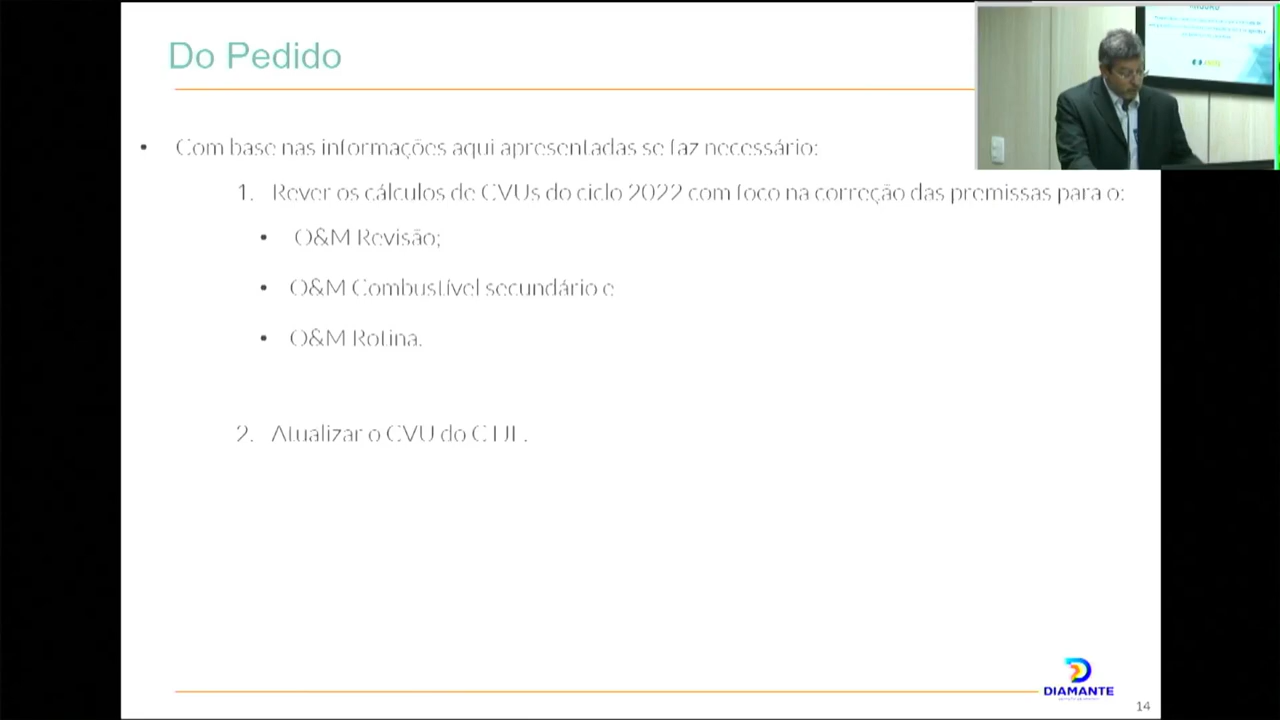 Do Pedido
• Com base nas informações aqui apresentadas se faz necessário:
1. Rever os cálculos de CVUs do ciclo 2022 com foco na correção das premissas para o:
• O&M Revisão;
• O&M Combustível secundário e
• O&M Rotina.
2. Atualizar o CVU do CTJL.
DIAMANTE
14